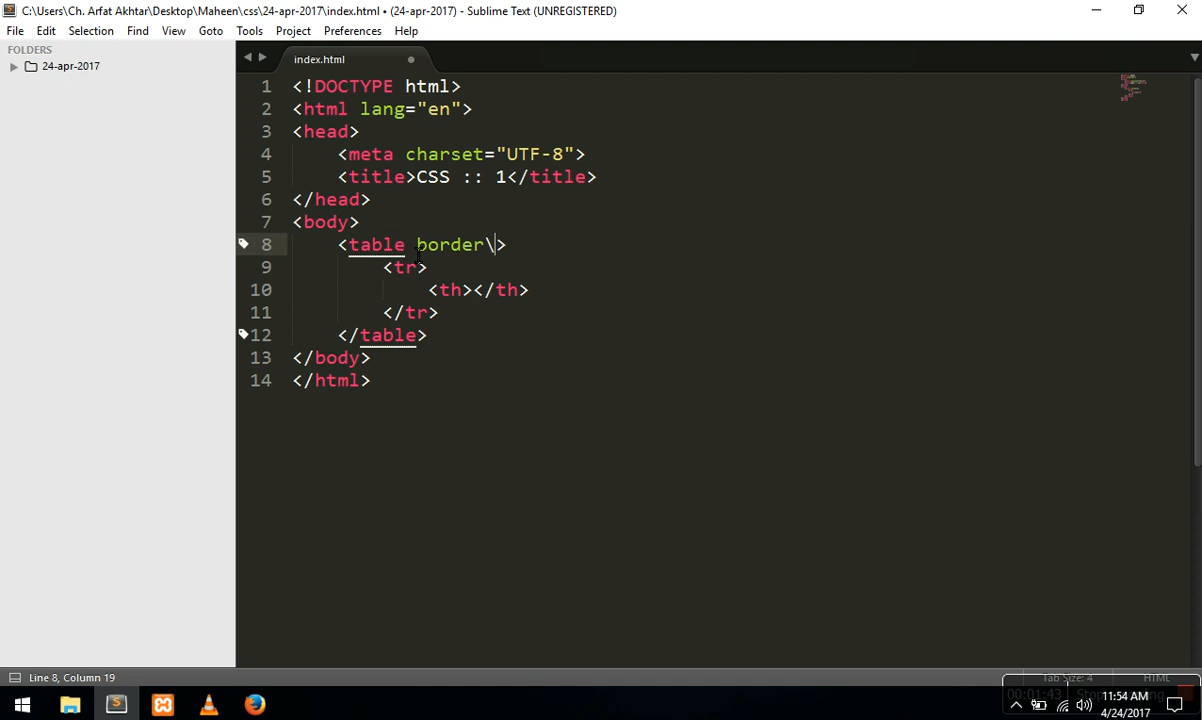 C:\Users\Ch. Arfat Akhtar\Desktop\Maheen\css\24-apr-2017\index.html • (24-apr-2017) - Sublime Text (UNREGISTERED)
File Edit Selection Find View Goto Tools Project Preferences Help
FOLDERS
24-apr-2017
index.html
1 <!DOCTYPE html>
2 <html lang="en">
3 <head>
4 <meta charset="UTF-8">
5 <title>CSS :: 1</title>
6 </head>
7 <body>
8 <table border\>
9 <tr>
10 <th></th>
11 </tr>
12 </table>
13 </body>
14 </html>
Line 8, Column 19
Tab Size: 4 HTML
00:01:43
11:54 AM
4/24/2017